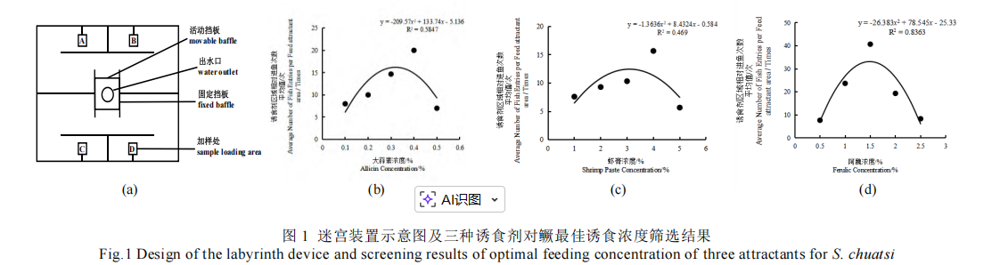 A
B
C
D
活动挡板
movable baffle
出水口
water outlet
固定挡板
fixed baffle
加样处
sample loading area
(a)
y = -209.57x² + 133.74x - 5.136
R² = 0.5847
诱食剂区域相对进鱼次数
平均值/次
Average Number of Fish Entries per Feed attractant
area / Times
25
20
15
10
5
0
0 0.1 0.2 0.3 0.4 0.5 0.6
大蒜素浓度/%
Allicin Concentration/%
(b)
y = -1.3636x² + 8.4324x - 0.584
R² = 0.469
诱食剂区域相对进鱼次数
平均值/次
Average Number of Fish Entries per Feed attractant
area / Times
20
15
10
5
0
0 1 2 3 4 5 6
虾膏浓度/%
Shrimp Paste Concentration/%
(c)
y = -26.383x² + 78.545x - 25.33
R² = 0.8363
诱食剂区域相对进鱼次数
平均值/次
Average Number of Fish Entries per Feed
attractant area / Times
50
40
30
20
10
0
0 0.5 1 1.5 2 2.5 3
阿魏浓度/%
Ferulic Concentration/%
(d)
AI识图
图 1 迷宫装置示意图及三种诱食剂对鳜最佳诱食浓度筛选结果
Fig.1 Design of the labyrinth device and screening results of optimal feeding concentration of three attractants for S. chuatsi